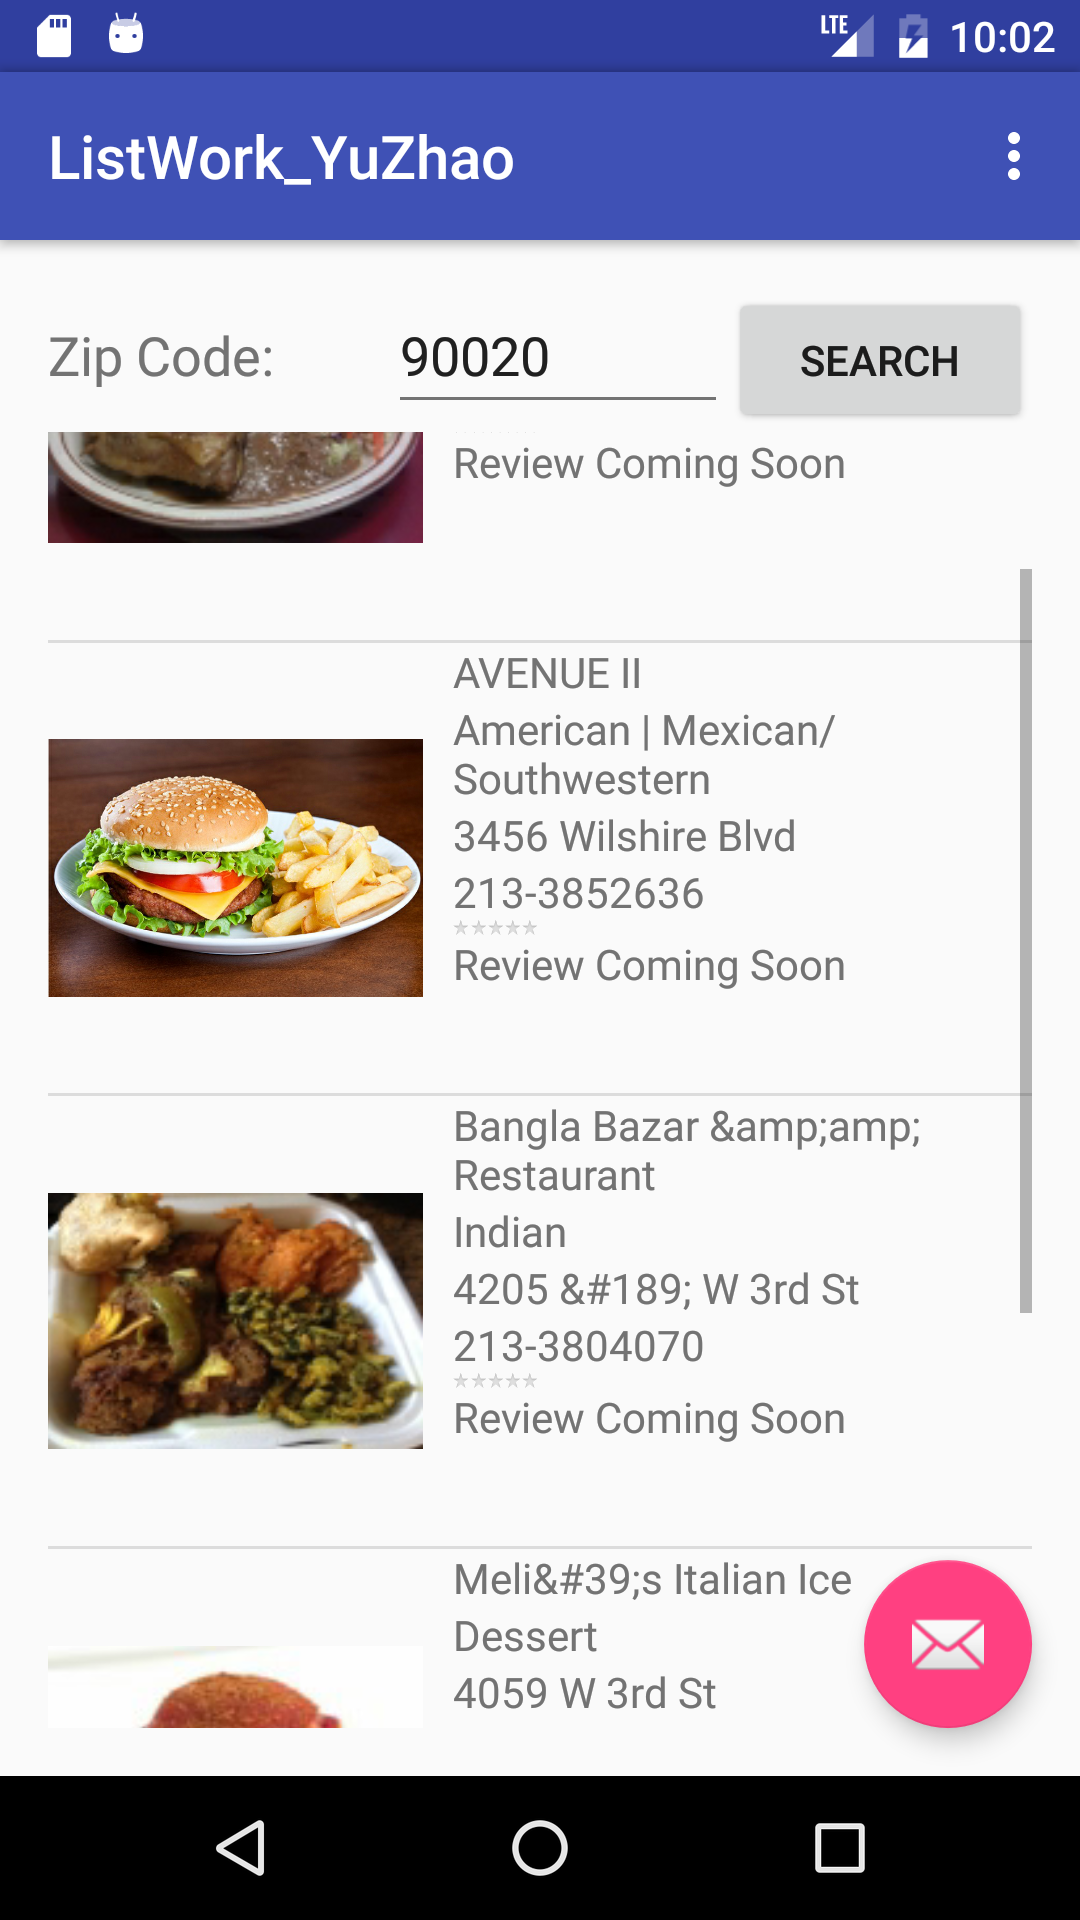 LTE 10:02
ListWork_YuZhao
Zip Code: 90020 SEARCH
Review Coming Soon
AVENUE II
American | Mexican/
Southwestern
3456 Wilshire Blvd
213-3852636
Review Coming Soon
Bangla Bazar &amp;amp;
Restaurant
Indian
4205 &#189; W 3rd St
213-3804070
Review Coming Soon
Meli&#39;s Italian Ice
Dessert
4059 W 3rd St